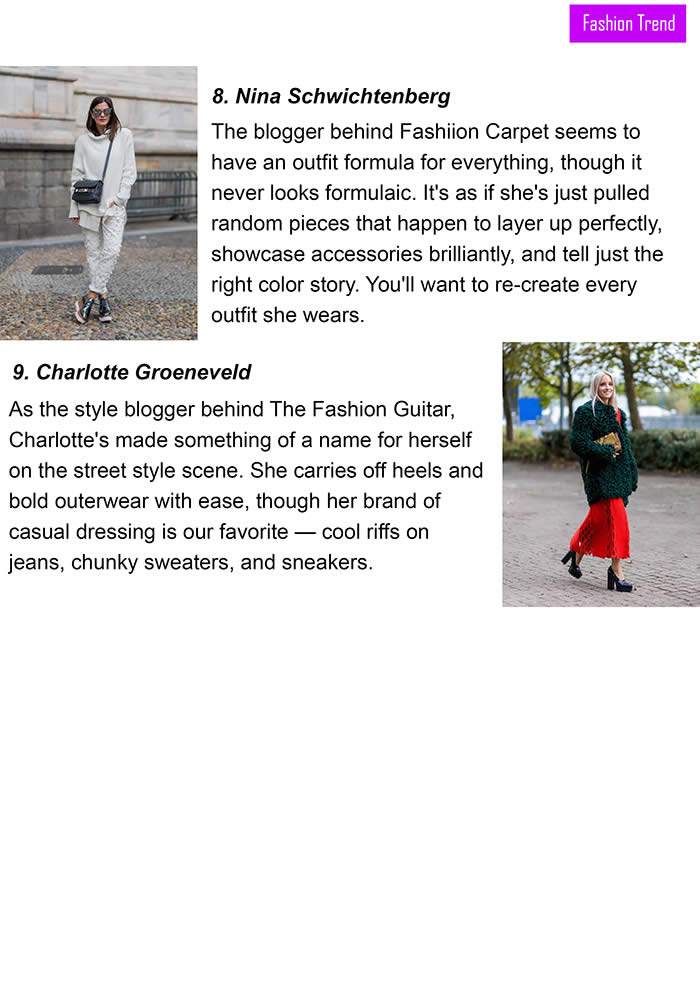 Fashion Trend
8. Nina Schwichtenberg
The blogger behind Fashiion Carpet seems to
have an outfit formula for everything, though it
never looks formulaic. It's as if she's just pulled
random pieces that happen to layer up perfectly,
showcase accessories brilliantly, and tell just the
right color story. You'll want to re-create every
outfit she wears.
9. Charlotte Groeneveld
As the style blogger behind The Fashion Guitar,
Charlotte's made something of a name for herself
on the street style scene. She carries off heels and
bold outerwear with ease, though her brand of
casual dressing is our favorite — cool riffs on
jeans, chunky sweaters, and sneakers.